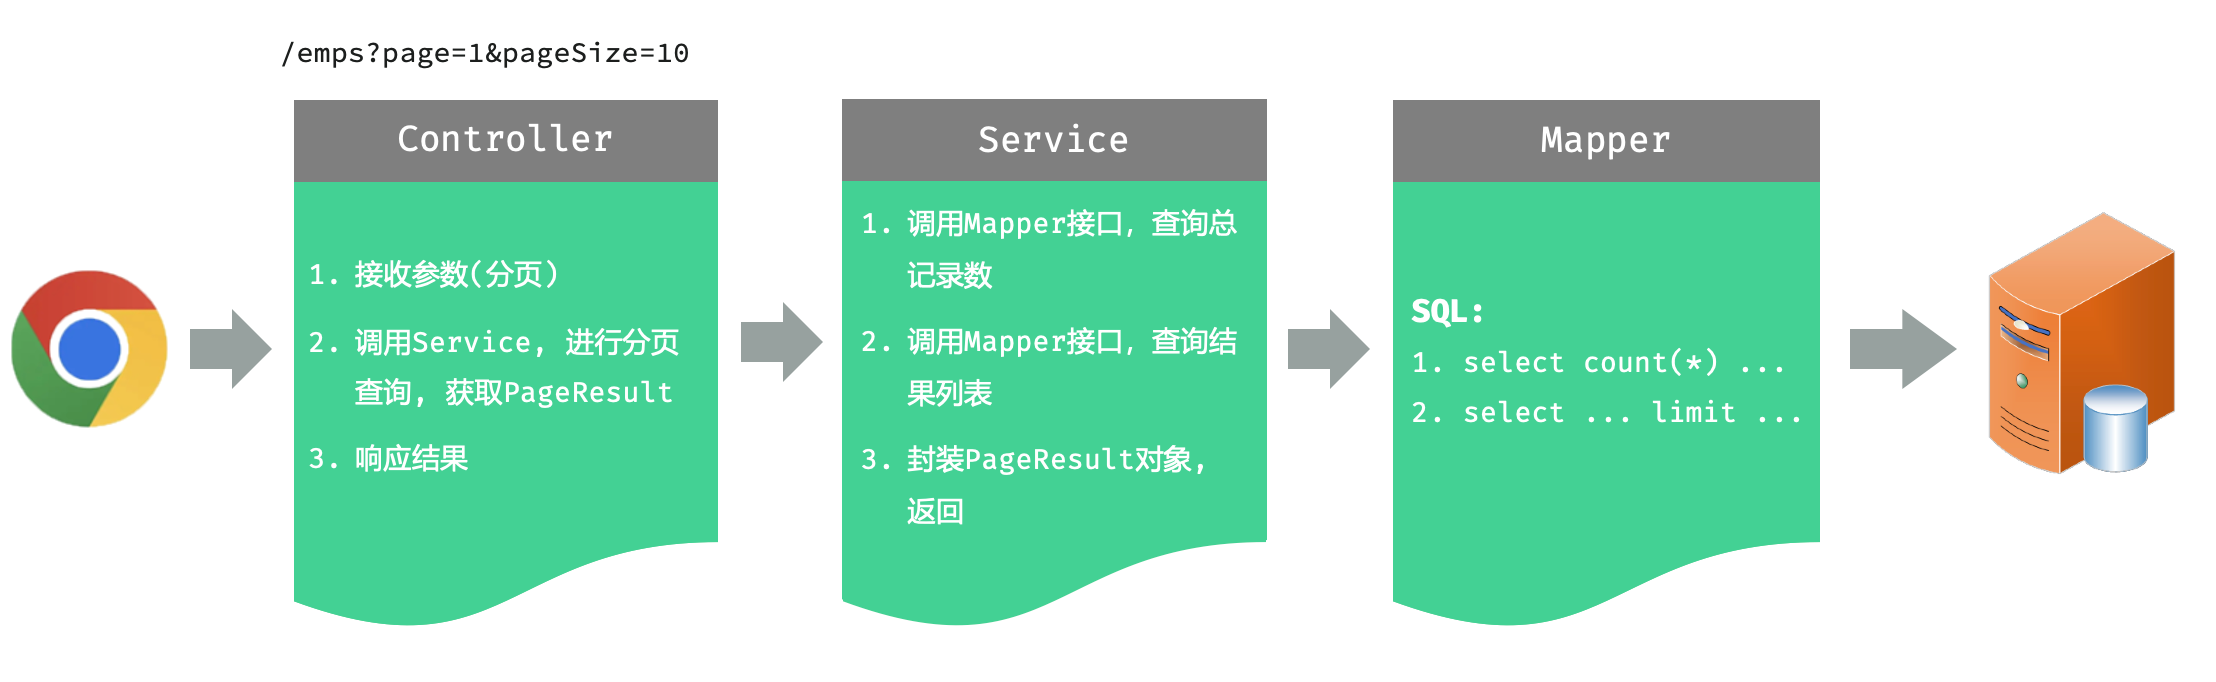 /emps?page=1&pageSize=10
Controller
1. 接收参数(分页)
2. 调用Service, 进行分页
查询, 获取PageResult
3. 响应结果
Service
1. 调用Mapper接口, 查询总
记录数
2. 调用Mapper接口, 查询结
果列表
3. 封装PageResult对象,
返回
Mapper
SQL:
1. select count(*) ...
2. select ... limit ...